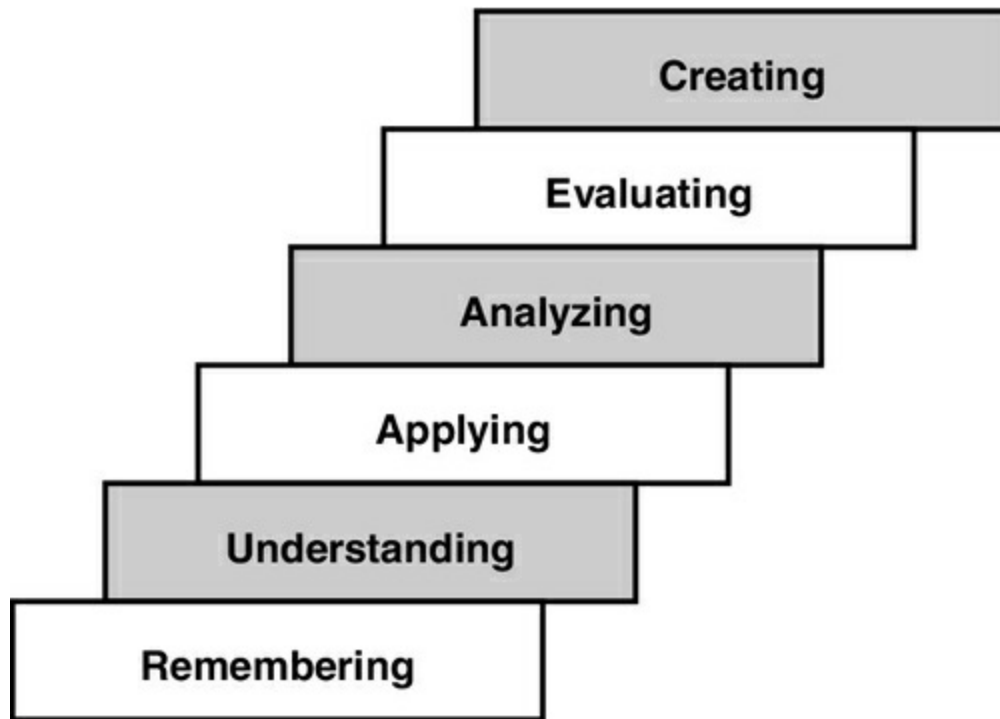 Creating
Evaluating
Analyzing
Applying
Understanding
Remembering